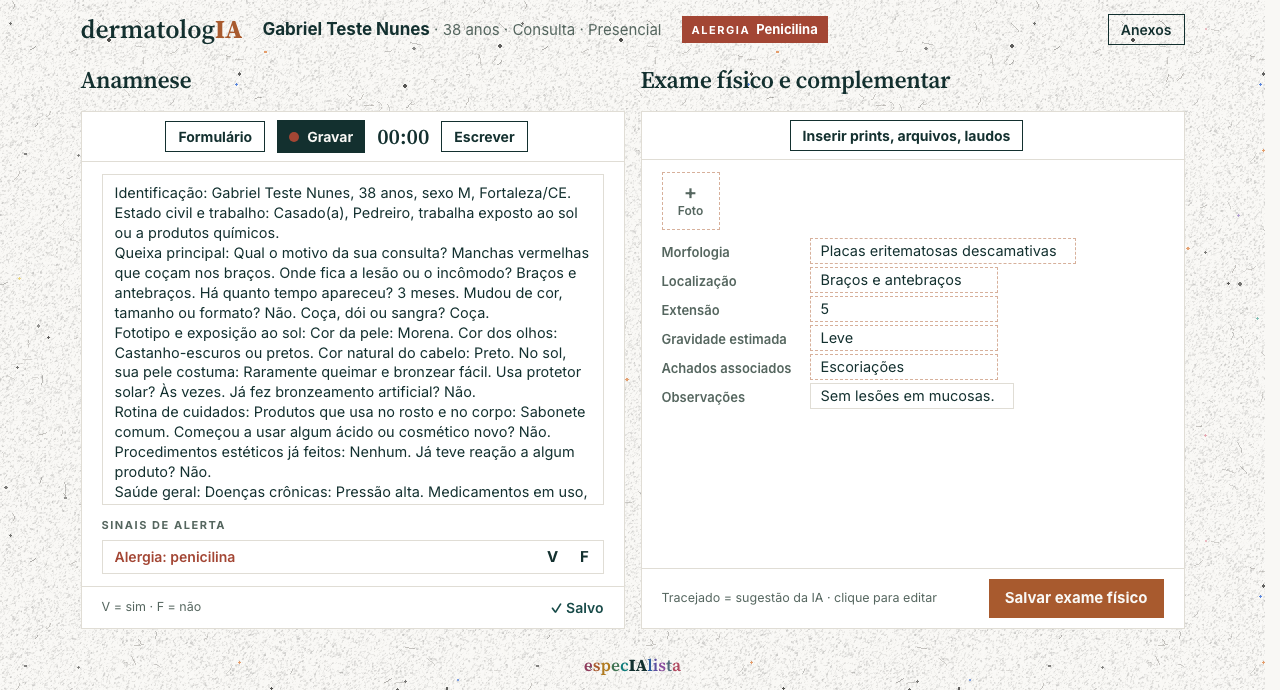 dermatologIA
Gabriel Teste Nunes · 38 anos · Consulta · Presencial
ALERGIA Penicilina
Anexos
Anamnese
Formulário
Gravar
00:00
Escrever
Identificação: Gabriel Teste Nunes, 38 anos, sexo M, Fortaleza/CE.
Estado civil e trabalho: Casado(a), Pedreiro, trabalha exposto ao sol
ou a produtos químicos.
Queixa principal: Qual o motivo da sua consulta? Manchas vermelhas
que coçam nos braços. Onde fica a lesão ou o incômodo? Braços e
antebraços. Há quanto tempo apareceu? 3 meses. Mudou de cor,
tamanho ou formato? Não. Coça, dói ou sangra? Coça.
Fototipo e exposição ao sol: Cor da pele: Morena. Cor dos olhos:
Castanho-escuros ou pretos. Cor natural do cabelo: Preto. No sol,
sua pele costuma: Raramente queimar e bronzear fácil. Usa protetor
solar? Às vezes. Já fez bronzeamento artificial? Não.
Rotina de cuidados: Produtos que usa no rosto e no corpo: Sabonete
comum. Começou a usar algum ácido ou cosmético novo? Não.
Procedimentos estéticos já feitos: Nenhum. Já teve reação a algum
produto? Não.
Saúde geral: Doenças crônicas: Pressão alta. Medicamentos em uso,
SINAIS DE ALERTA
Alergia: penicilina V F
V = sim · F = não
✓ Salvo
Exame físico e complementar
Inserir prints, arquivos, laudos
+
Foto
Morfologia Placas eritematosas descamativas
Localização Braços e antebraços
Extensão 5
Gravidade estimada Leve
Achados associados Escoriações
Observações Sem lesões em mucosas.
Tracejado = sugestão da IA · clique para editar
Salvar exame físico
especIAlista